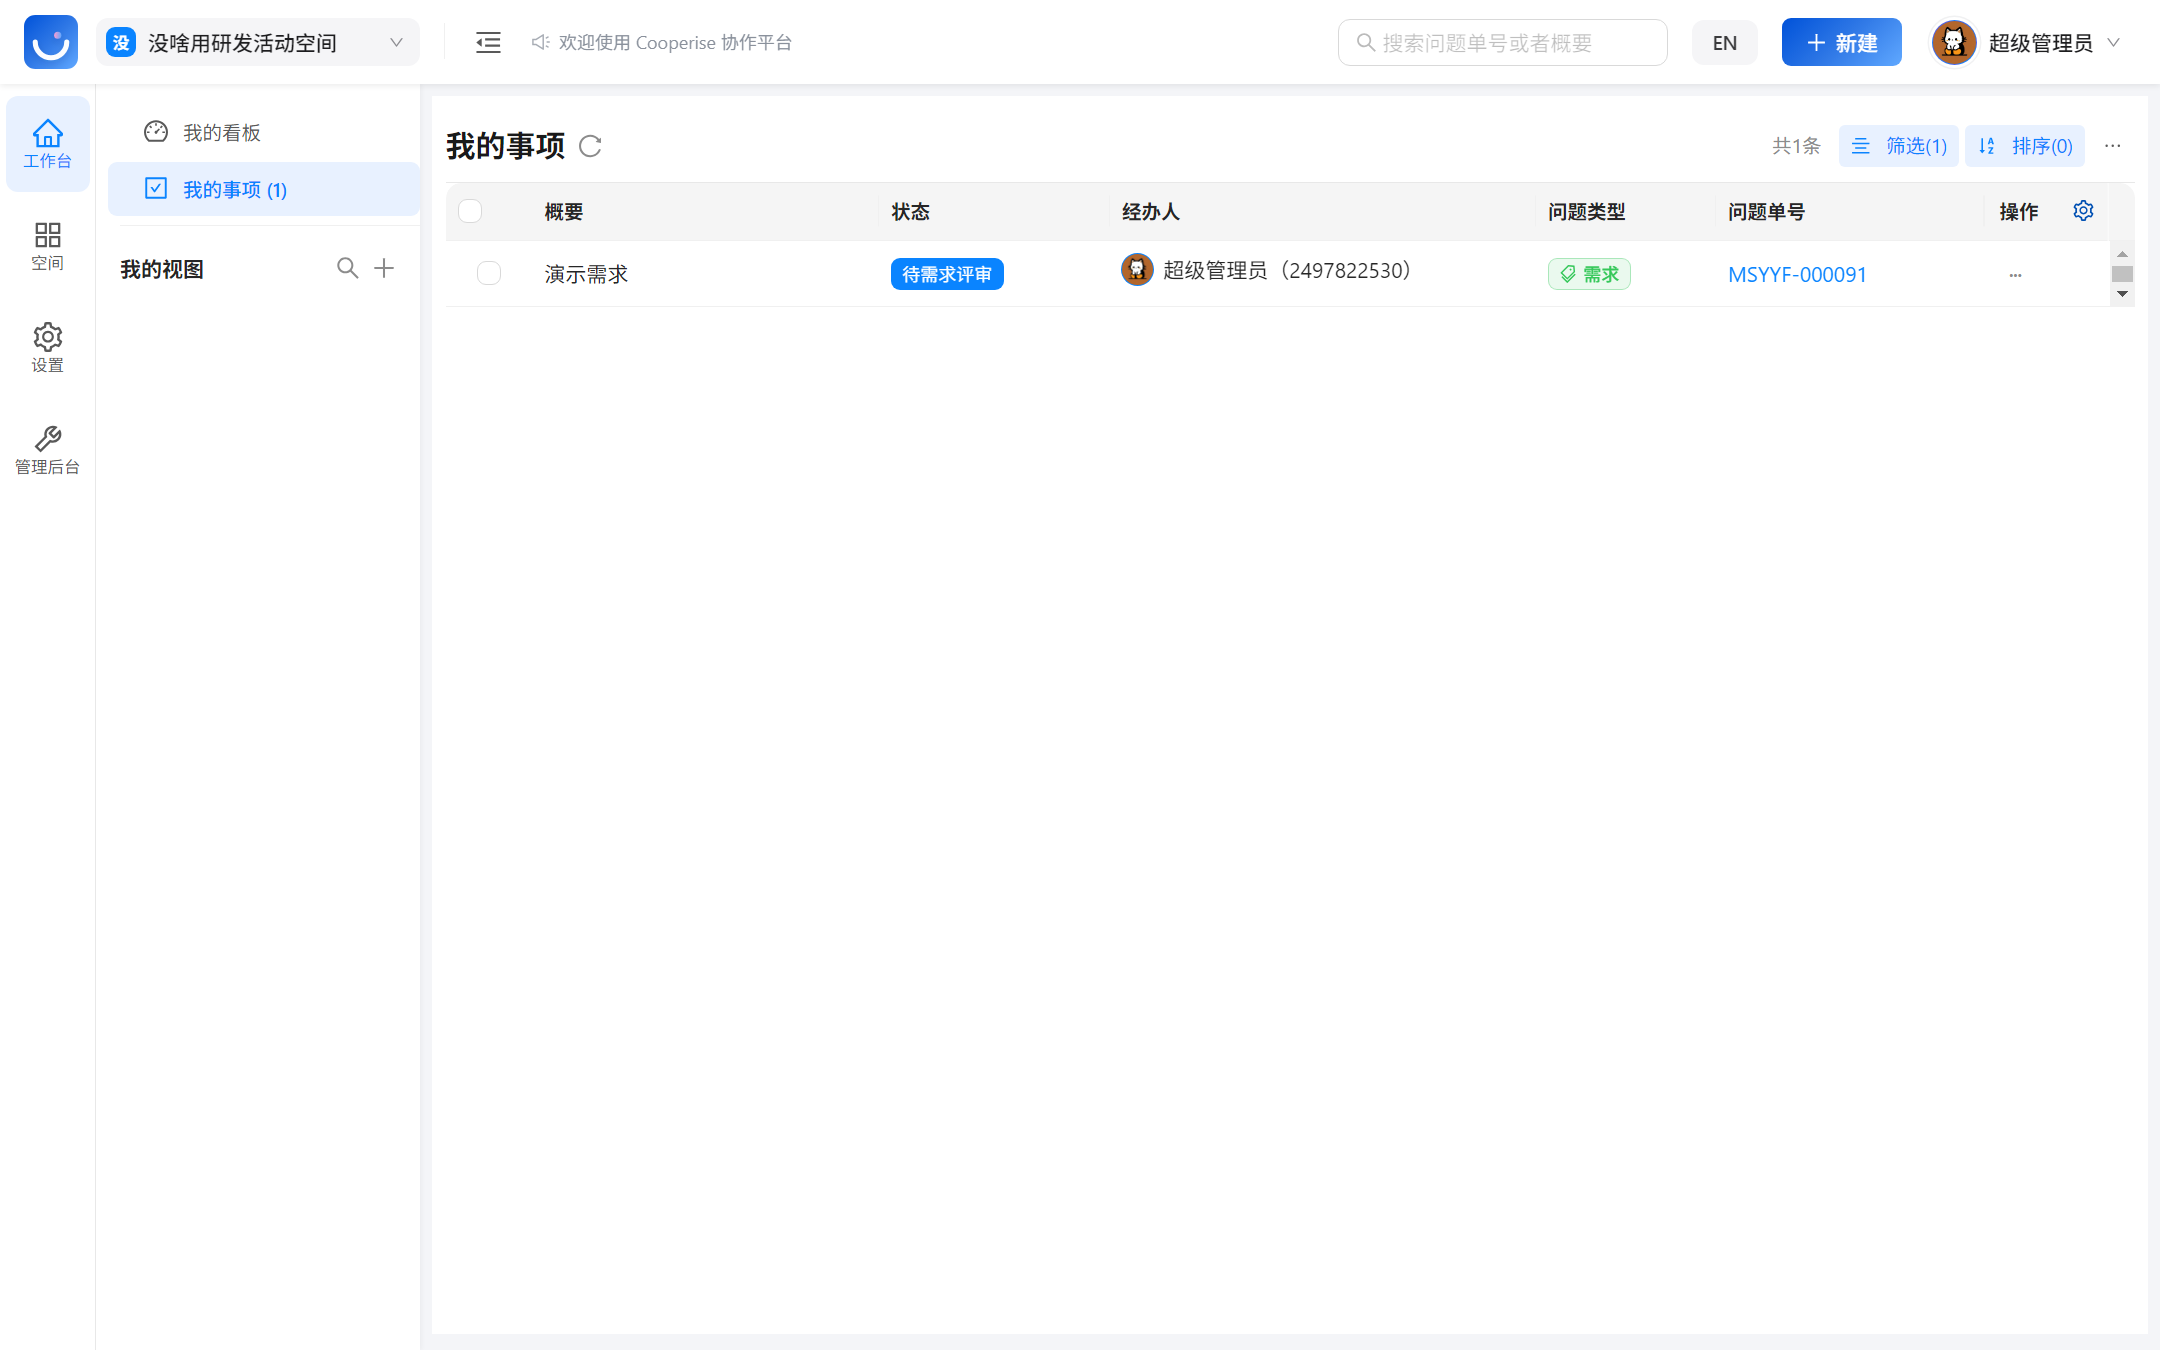 没 没啥用研发活动空间
欢迎使用 Cooperise 协作平台
搜索问题单号或者概要
EN
新建
超级管理员
工作台
空间
设置
管理后台
我的看板
我的事项 (1)
我的视图
我的事项
共1条
筛选(1)
排序(0)
概要 状态 经办人 问题类型 问题单号 操作
演示需求 待需求评审 超级管理员（2497822530） 需求 MSYYF-000091